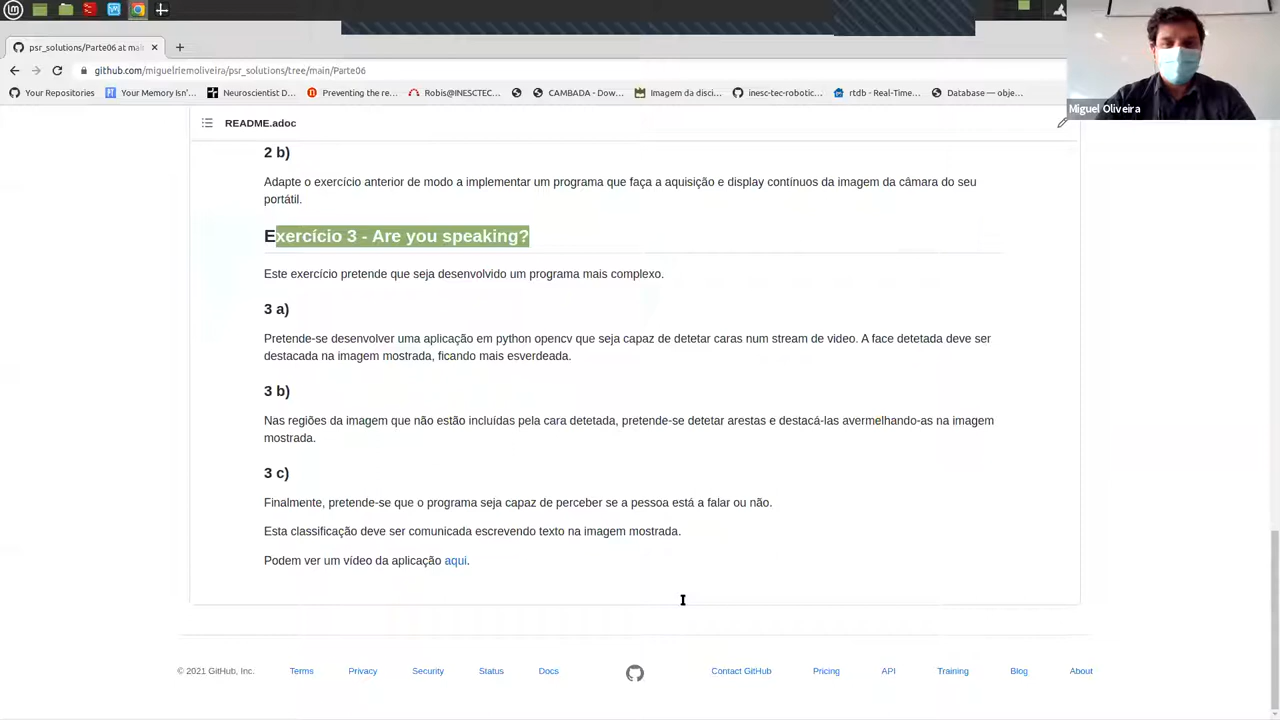 psr_solutions/Parte06 at mai
github.com/miguelriemoliveira/psr_solutions/tree/main/Parte06
Your Repositories
Your Memory Isn'...
Neuroscientist D...
Preventing the re...
Robis@INESCTEC...
CAMBADA - Dow...
Imagem da disci...
inesc-tec-robotic...
rtdb - Real-Time...
Database — obje...
Miguel Oliveira
README.adoc
2 b)
Adapte o exercício anterior de modo a implementar um programa que faça a aquisição e display contínuos da imagem da câmara do seu
portátil.
Exercício 3 - Are you speaking?
Este exercício pretende que seja desenvolvido um programa mais complexo.
3 a)
Pretende-se desenvolver uma aplicação em python opencv que seja capaz de detetar caras num stream de video. A face detetada deve ser
destacada na imagem mostrada, ficando mais esverdeada.
3 b)
Nas regiões da imagem que não estão incluídas pela cara detetada, pretende-se detetar arestas e destacá-las avermelhando-as na imagem
mostrada.
3 c)
Finalmente, pretende-se que o programa seja capaz de perceber se a pessoa está a falar ou não.
Esta classificação deve ser comunicada escrevendo texto na imagem mostrada.
Podem ver um vídeo da aplicação aqui.
© 2021 GitHub, Inc.
Terms
Privacy
Security
Status
Docs
Contact GitHub
Pricing
API
Training
Blog
About